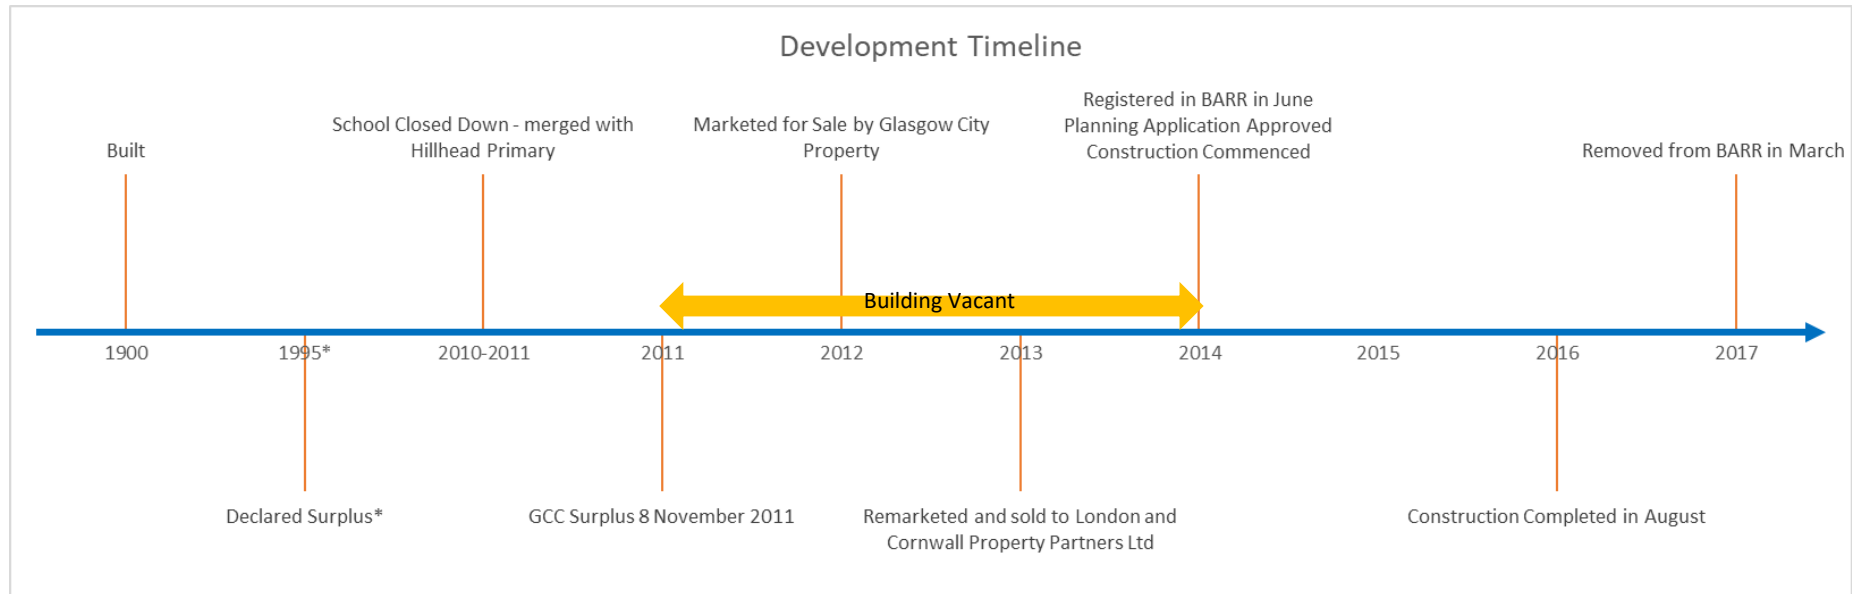 Development Timeline
Built
School Closed Down - merged with
Hillhead Primary
Marketed for Sale by Glasgow City
Property
Registered in BARR in June
Planning Application Approved
Construction Commenced
Removed from BARR in March
Building Vacant
1900
1995*
2010-2011
2011
2012
2013
2014
2015
2016
2017
Declared Surplus*
GCC Surplus 8 November 2011
Remarketed and sold to London and
Cornwall Property Partners Ltd
Construction Completed in August